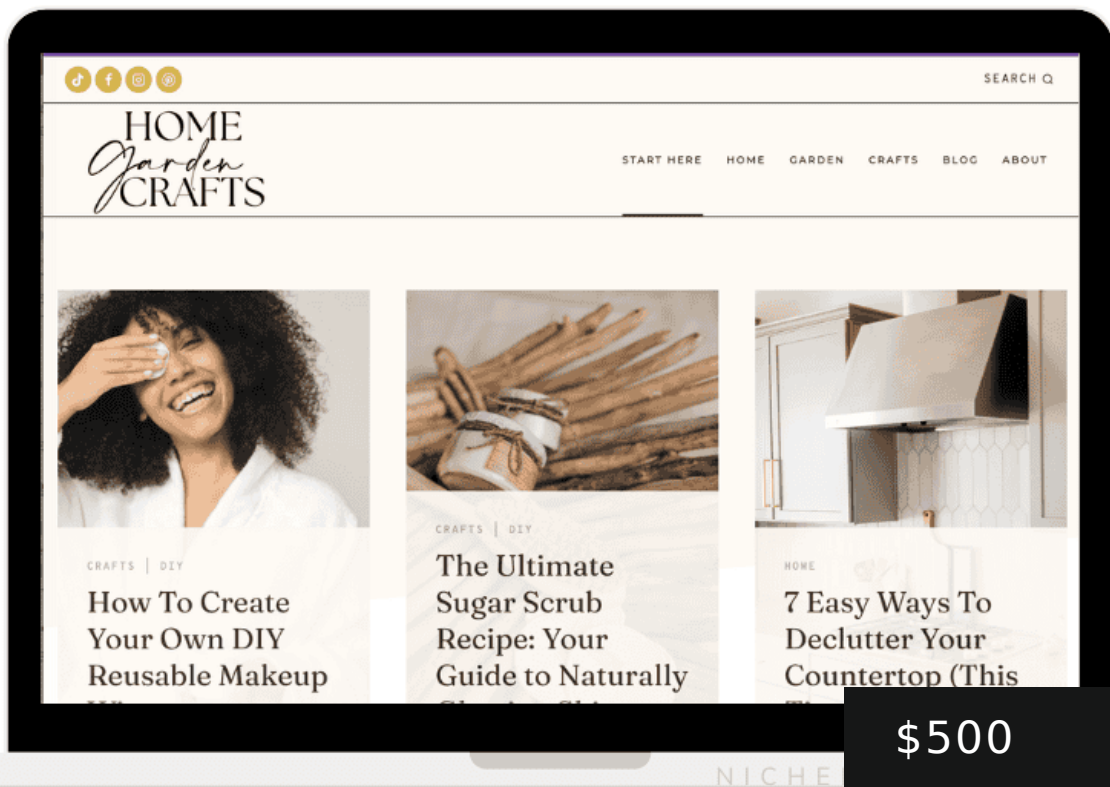 SEARCH
HOME
Garden
CRAFTS
START HERE HOME GARDEN CRAFTS BLOG ABOUT
CRAFTS | DIY
How To Create
Your Own DIY
Reusable Makeup
CRAFTS | DIY
The Ultimate
Sugar Scrub
Recipe: Your
Guide to Naturally
HOME
7 Easy Ways To
Declutter Your
Countertop (This
$500
NICHE